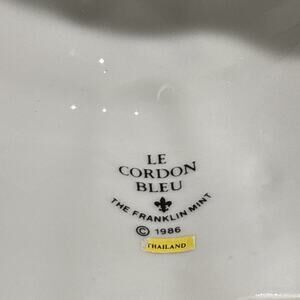 LE
CORDON
BLEU
THE FRANKLIN MINT
© 1986
THAILAND